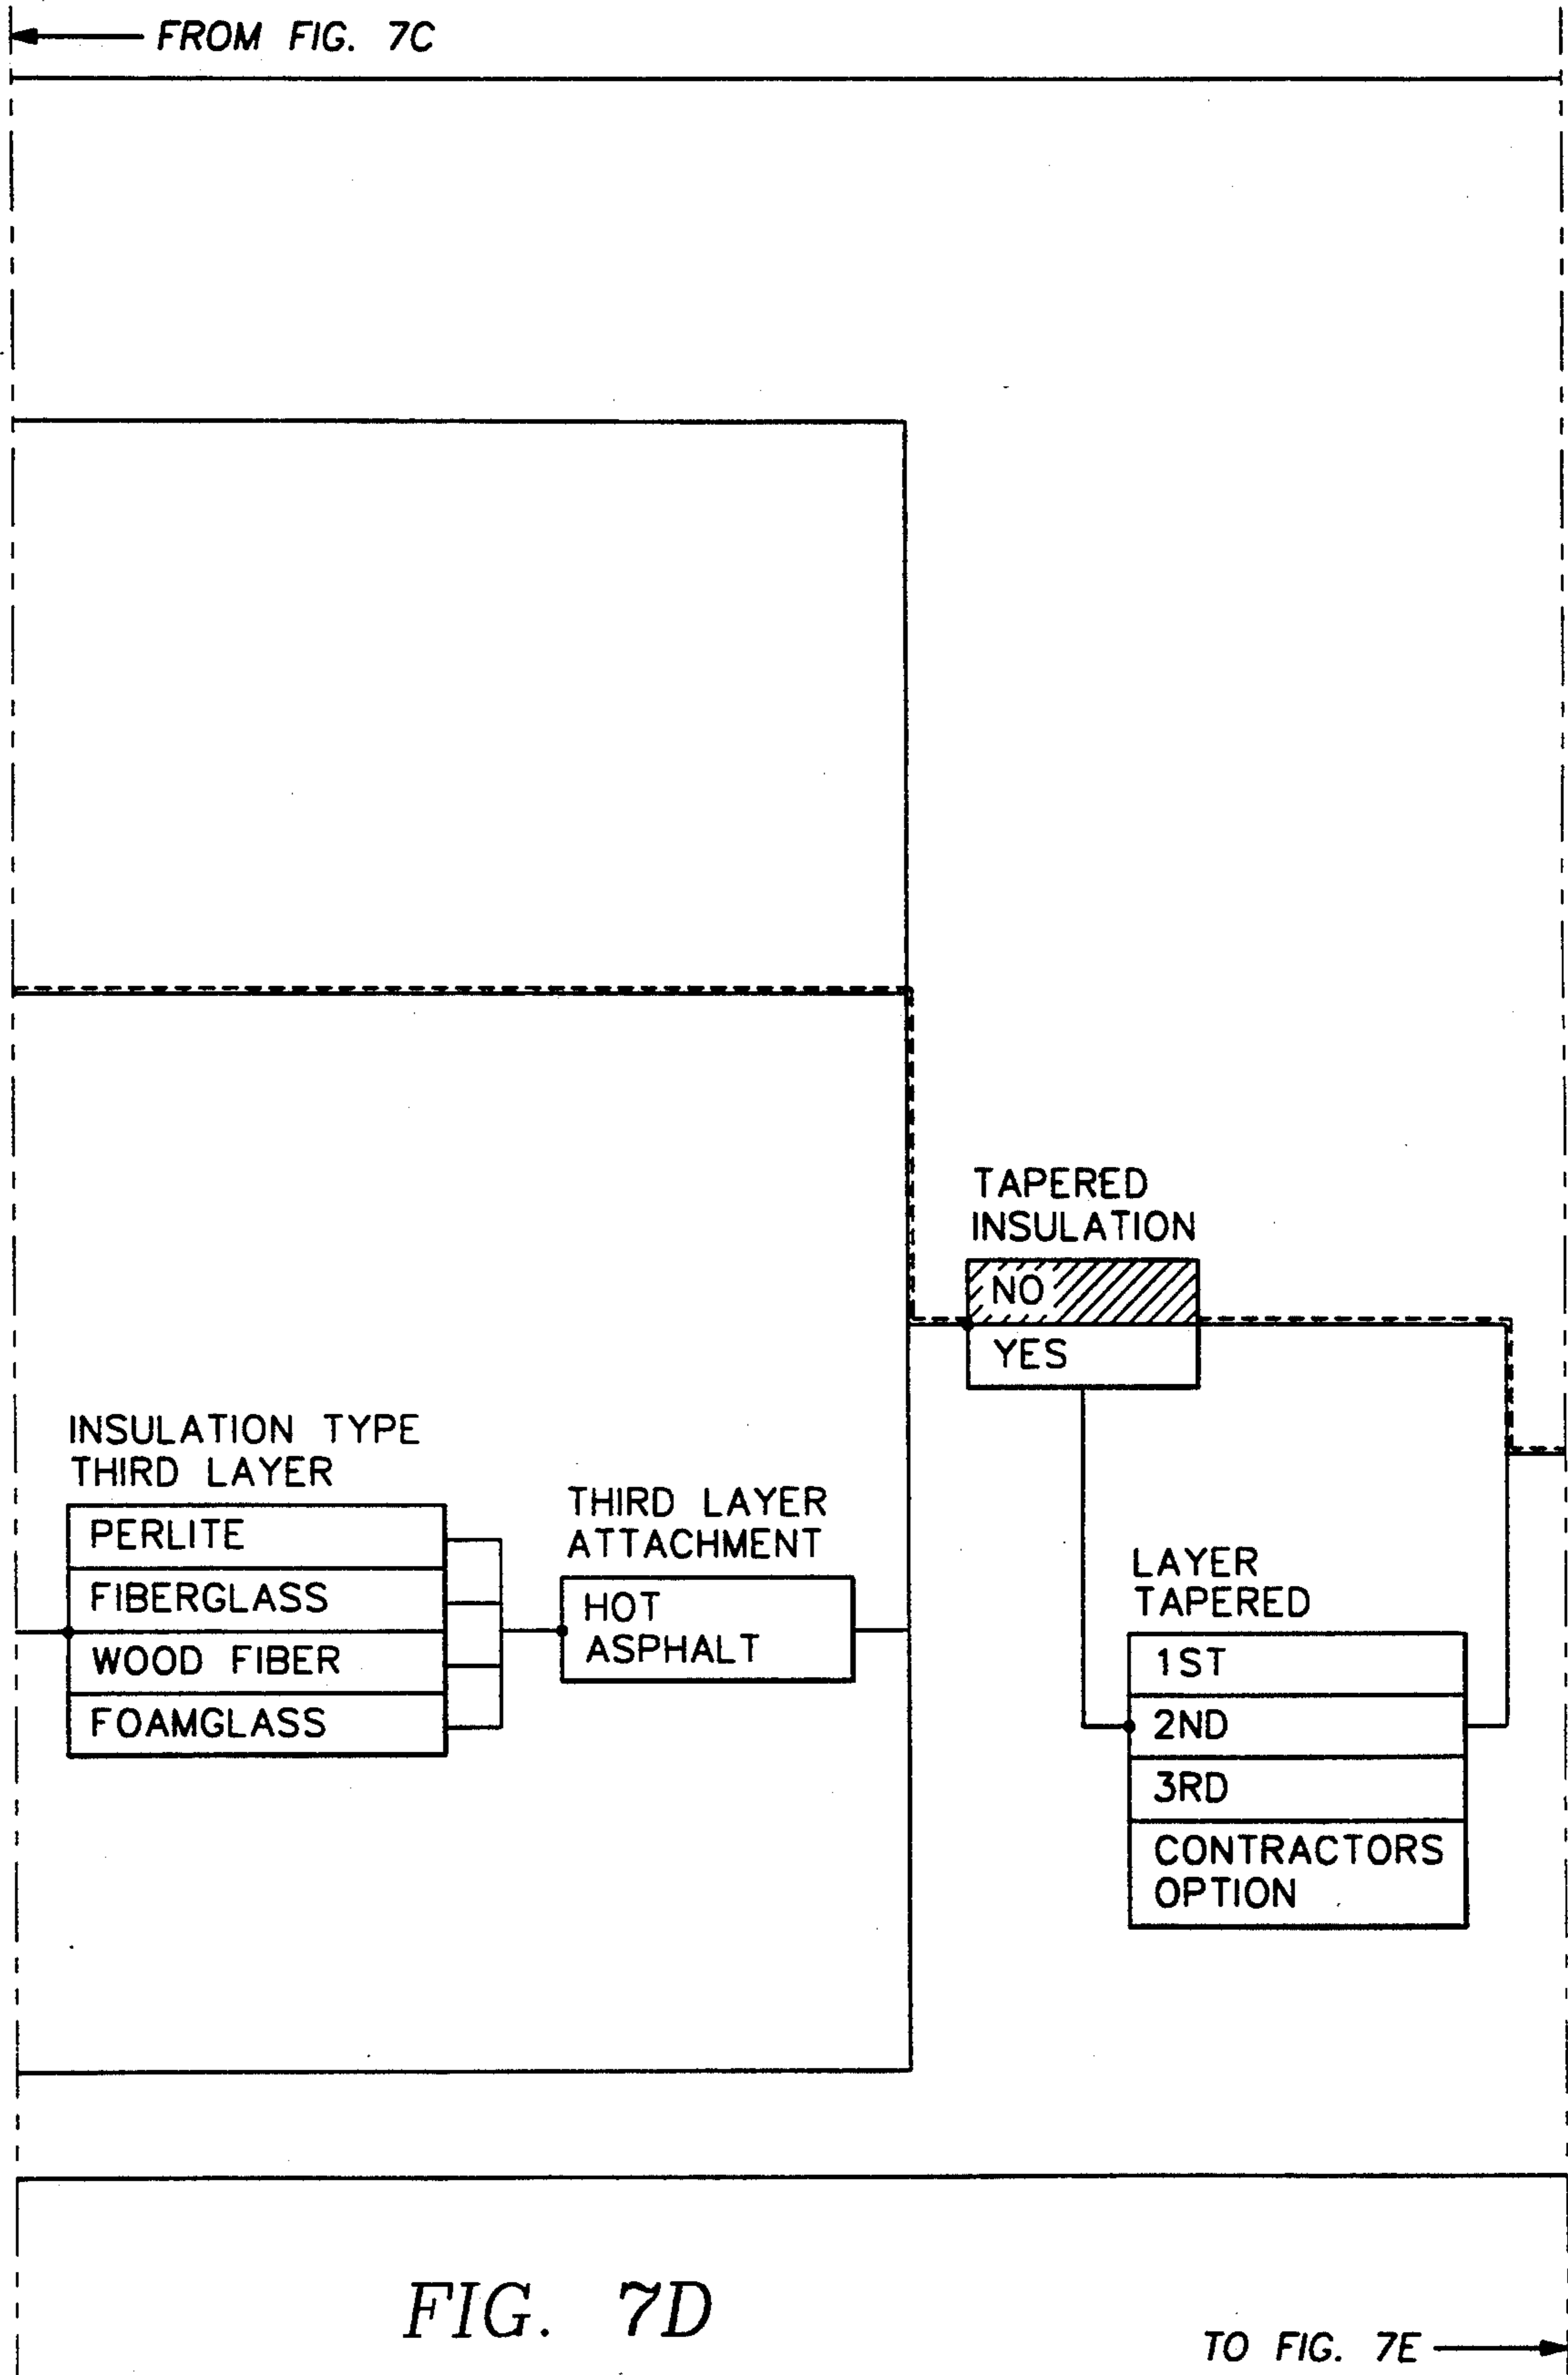 FROM FIG. 7C
TAPERED
INSULATION
NO
YES
INSULATION TYPE
THIRD LAYER
PERLITE
FIBERGLASS
WOOD FIBER
FOAMGLASS
THIRD LAYER
ATTACHMENT
HOT
ASPHALT
LAYER
TAPERED
1ST
2ND
3RD
CONTRACTORS
OPTION
FIG. 7D
TO FIG. 7E